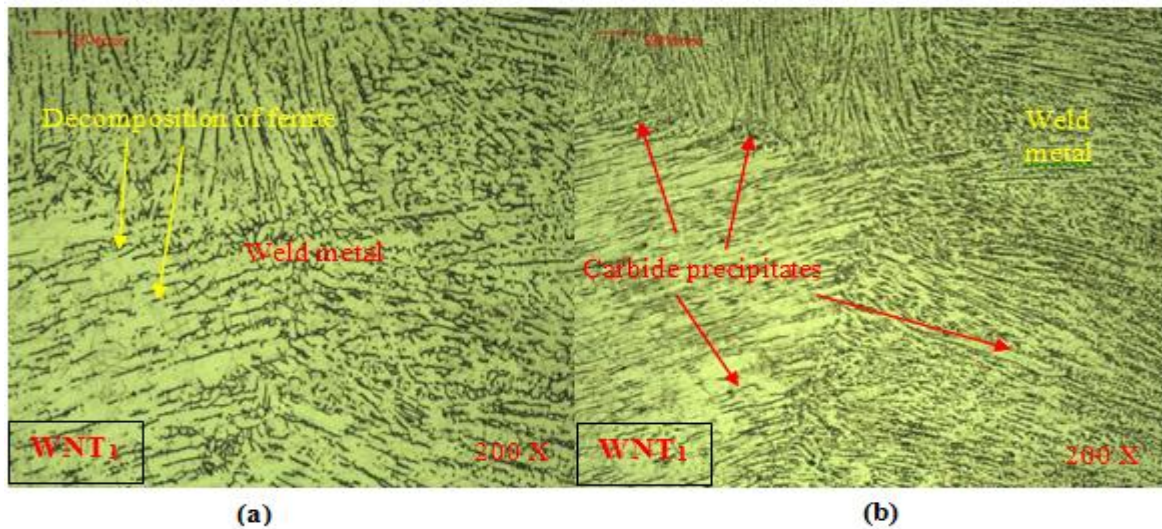 Decomposition of ferrite
Weld metal
WNT1
200 X
(a)
Weld
metal
Carbide precipitates
WNT1
200 X
(b)